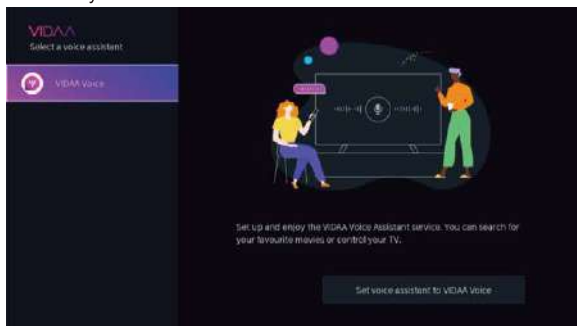 VIDAA
Select a voice assistant
VIDAA Voice
Set up and enjoy the VIDAA Voice Assistant service. You can search for
your favourite movies or control your TV.
Set voice assistant to VIDAA Voice